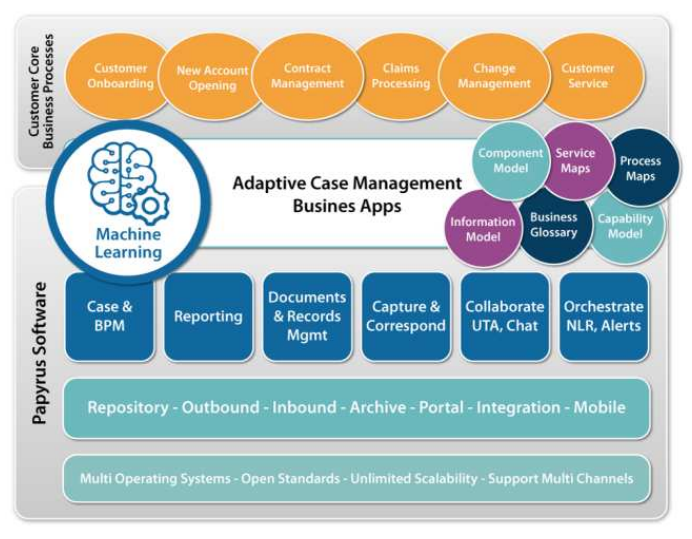 Customer Core
Business Processes
Customer
Onboarding
New Account
Opening
Contract
Management
Claims
Processing
Change
Management
Customer
Service
Machine
Learning
Adaptive Case Management
Busines Apps
Component
Model
Service
Maps
Process
Maps
Information
Model
Business
Glossary
Capability
Model
Papyrus Software
Case &
BPM
Reporting
Documents
& Records
Mgmt
Capture &
Correspond
Collaborate
UTA, Chat
Orchestrate
NLR, Alerts
Repository - Outbound - Inbound - Archive - Portal - Integration - Mobile
Multi Operating Systems - Open Standards - Unlimited Scalability - Support Multi Channels